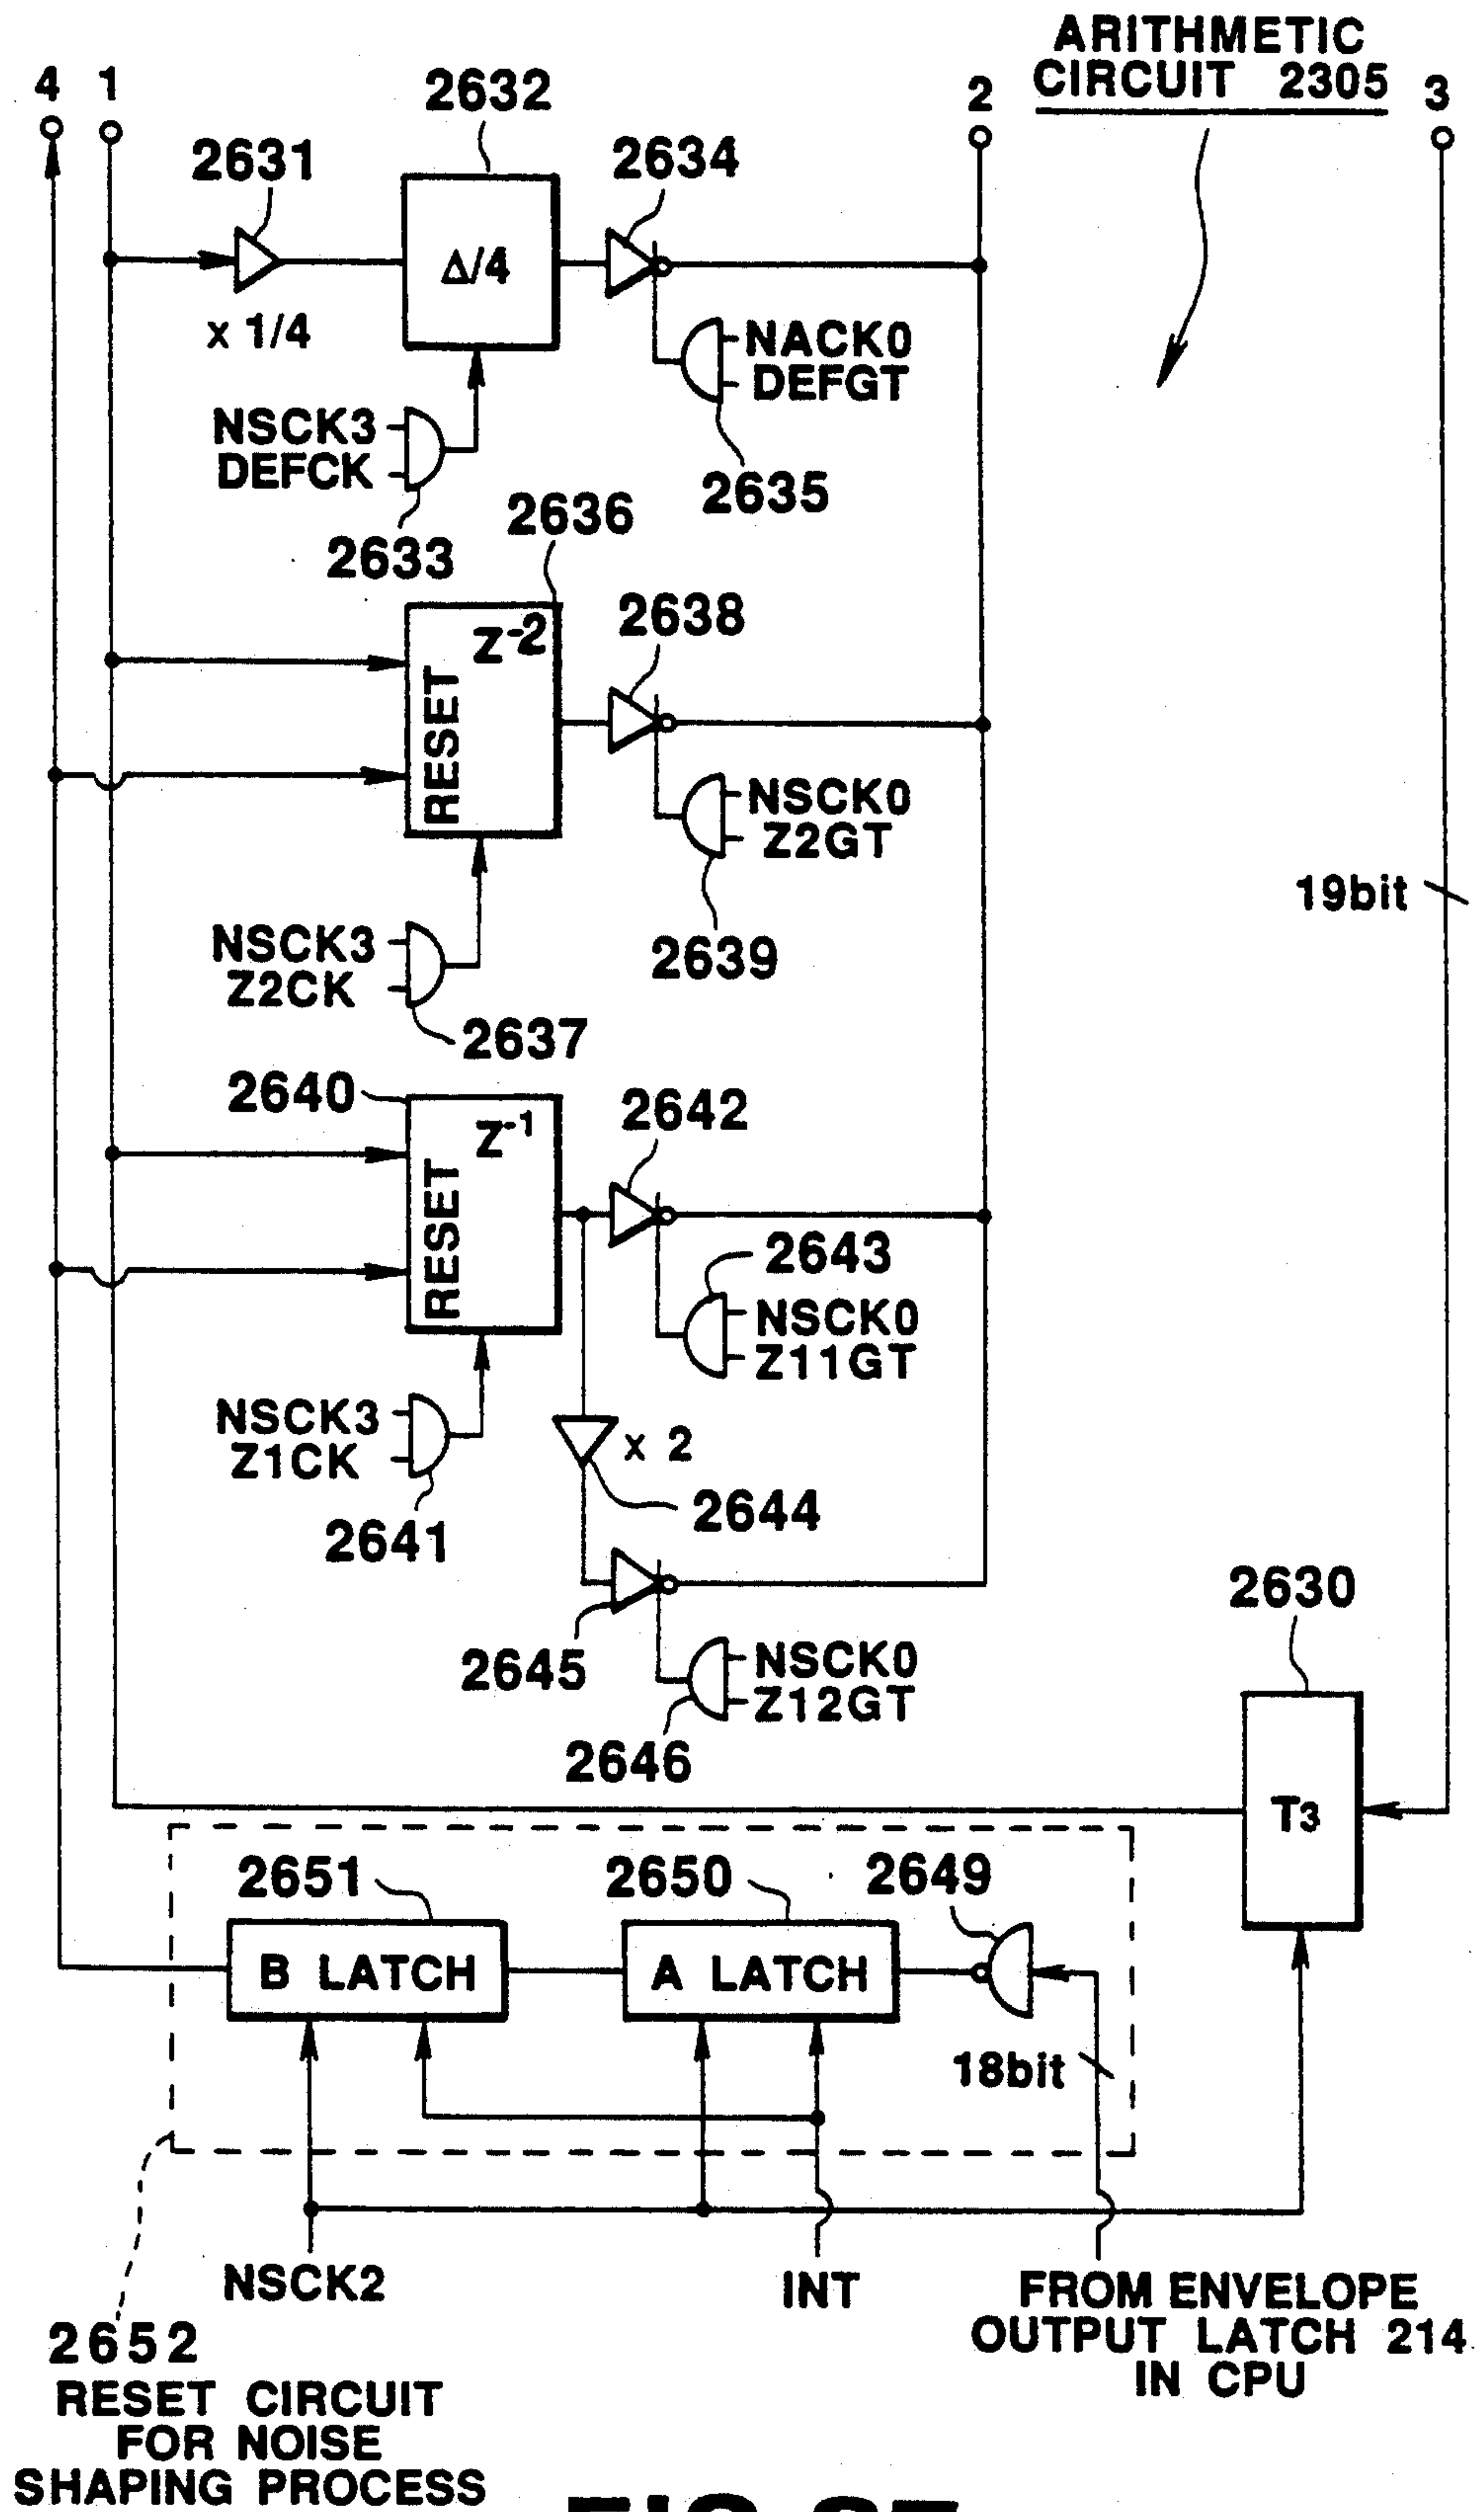 ARITHMETIC
CIRCUIT 2305
4 1 2 3
2632
2631
2634
Δ/4
x 1/4
NACK0
DEFGT
NSCK3
DEFCK
2635
2633
2636
2638
Z-2
RESET
NSCK0
Z2GT
19bit
NSCK3
Z2CK
2639
2637
2640
2642
Z-1
RESET
2643
NSCK0
Z11GT
NSCK3
Z1CK
x 2
2644
2641
2630
2645
NSCK0
Z12GT
2646
T3
2651
2650
2649
B LATCH
A LATCH
18bit
NSCK2
INT
FROM ENVELOPE
OUTPUT LATCH 214
IN CPU
2652
RESET CIRCUIT
FOR NOISE
SHAPING PROCESS